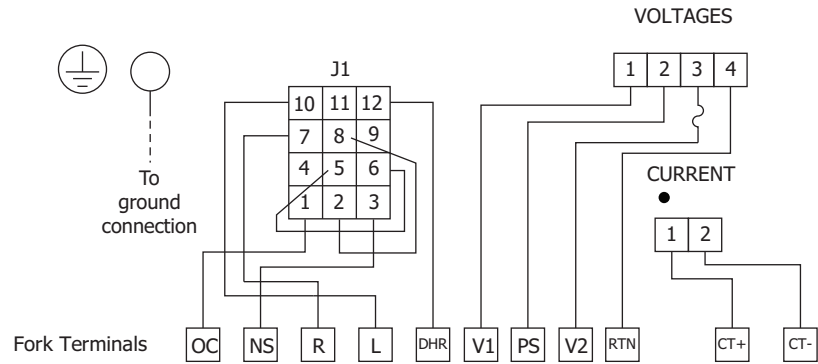 VOLTAGES
1 2 3 4
J1
10 11 12
7 8 9
4 5 6
1 2 3
To
ground
connection
CURRENT
1 2
Fork Terminals OC NS R L DHR V1 PS V2 RTN CT+ CT-